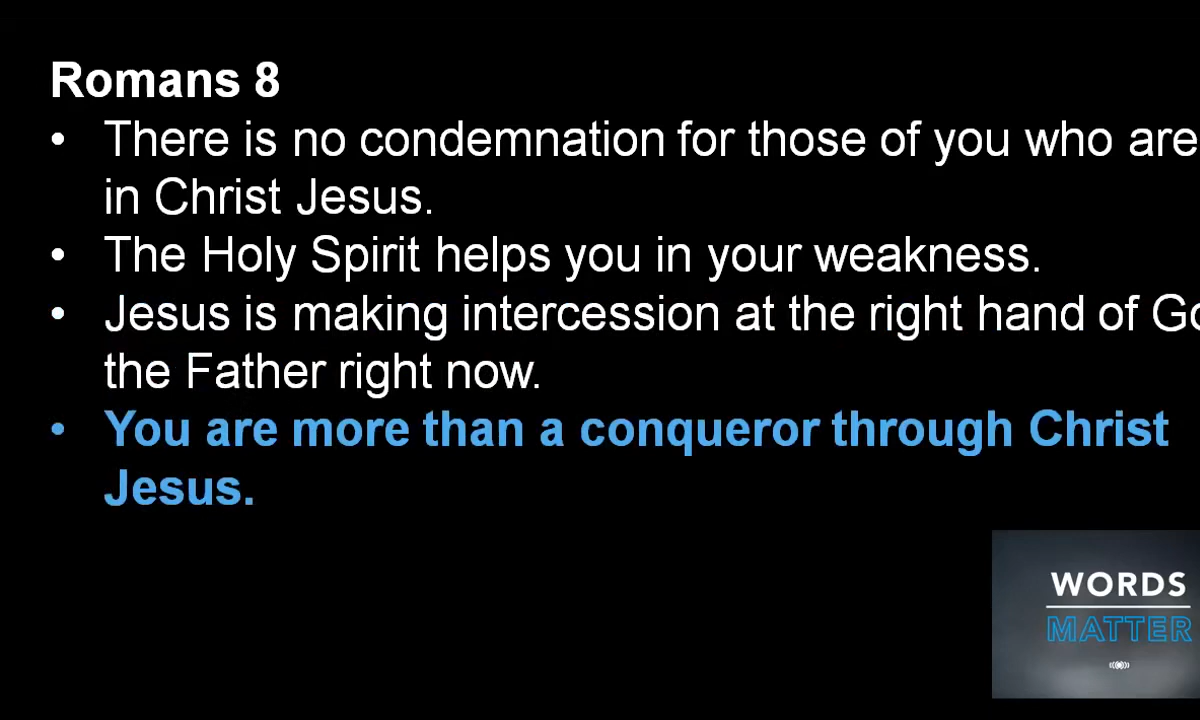 Romans 8
• There is no condemnation for those of you who are
in Christ Jesus.
• The Holy Spirit helps you in your weakness.
• Jesus is making intercession at the right hand of
the Father right now.
• You are more than a conqueror through Christ
Jesus.
WORDS
MATTER